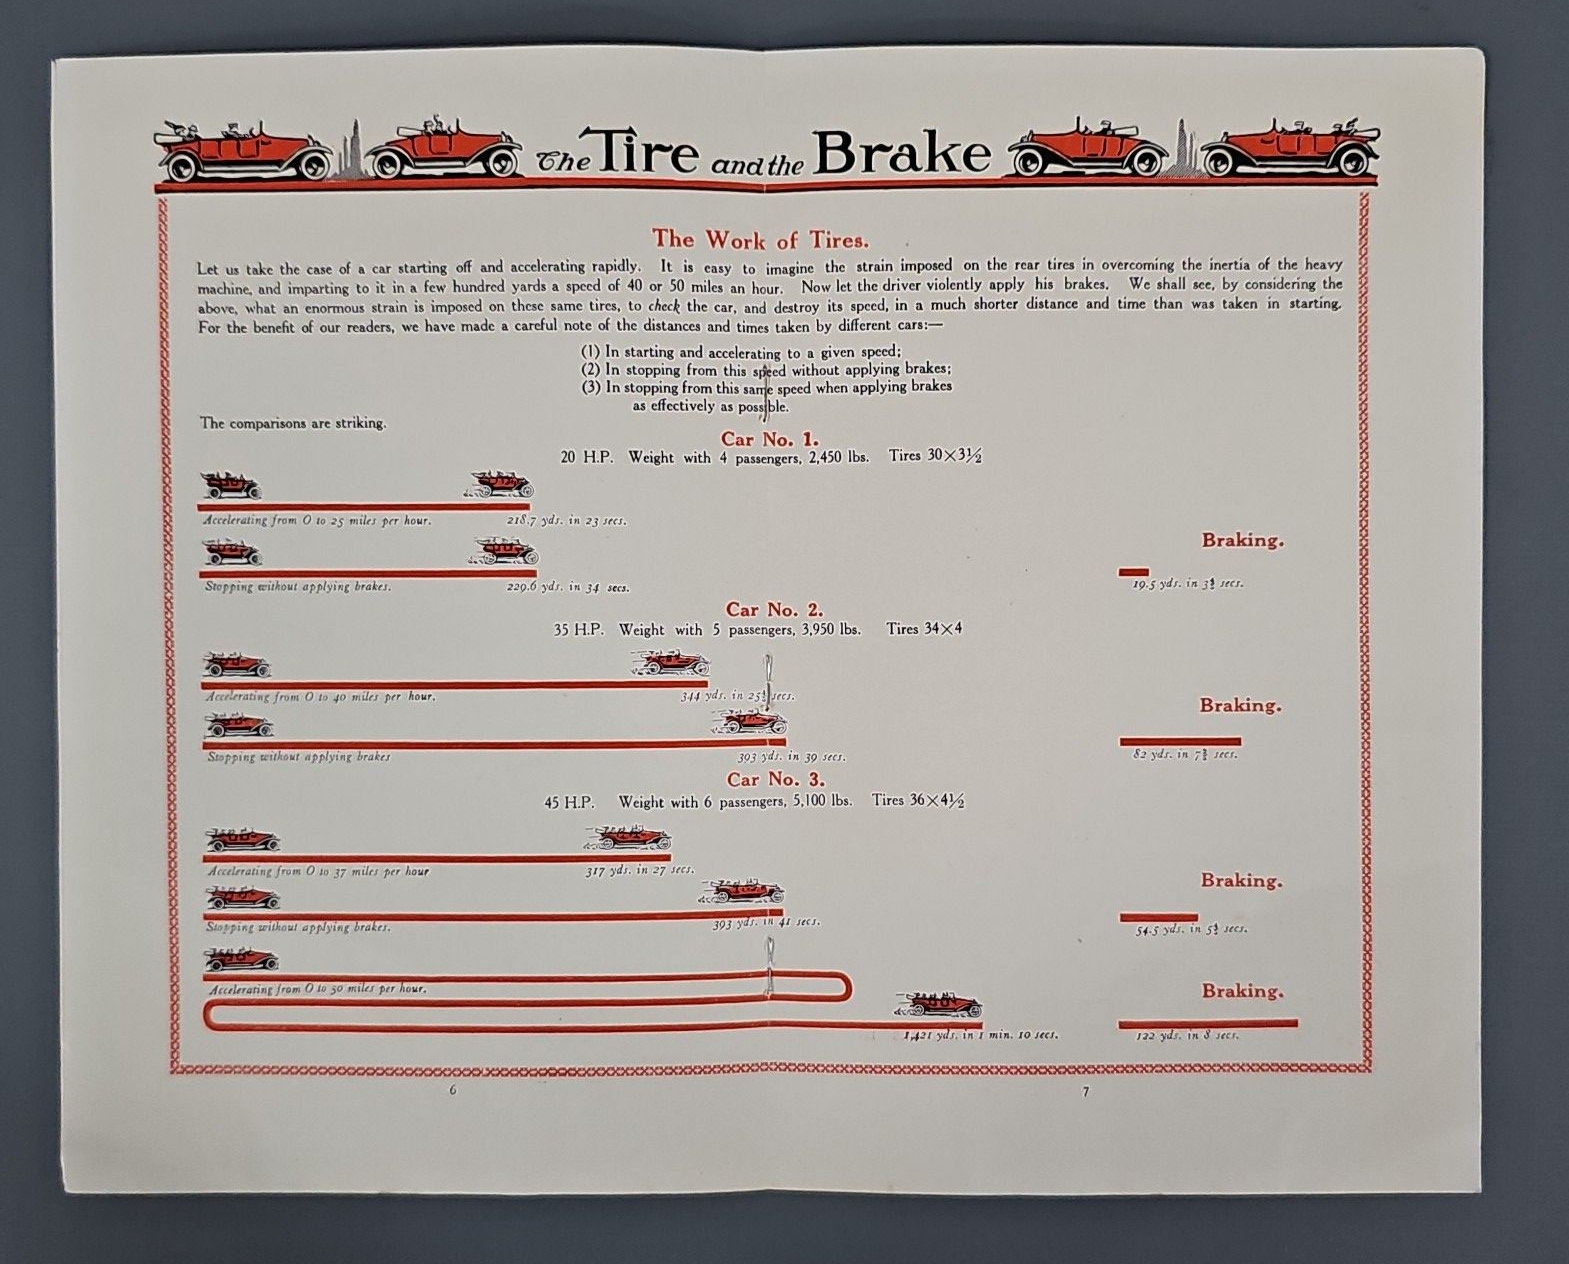 The Tire and the Brake
The Work of Tires.
Let us take the case of a car starting off and accelerating rapidly. It is easy to imagine the strain imposed on the rear tires in overcoming the inertia of the heavy
machine, and imparting to it in a few hundred yards a speed of 40 or 50 miles an hour. Now let the driver violently apply his brakes. We shall see, by considering the
above, what an enormous strain is imposed on these same tires, to check the car, and destroy its speed, in a much shorter distance and time than was taken in starting.
For the benefit of our readers, we have made a careful note of the distances and times taken by different cars:—
(1) In starting and accelerating to a given speed;
(2) In stopping from this speed without applying brakes;
(3) In stopping from this same speed when applying brakes
as effectively as possible.
The comparisons are striking.
Car No. 1.
20 H.P. Weight with 4 passengers, 2,450 lbs. Tires 30×3½
Accelerating from 0 to 25 miles per hour. 218.7 yds. in 23 secs.
Braking.
Stopping without applying brakes. 229.6 yds. in 34 secs. 19.5 yds. in secs.
Car No. 2.
35 H.P. Weight with 5 passengers, 3,950 lbs. Tires 34×4
Accelerating from 0 to 40 miles per hour. 344 yds. in secs.
Braking.
Stopping without applying brakes 393 yds. in 39 secs. 82 yds. in secs.
Car No. 3.
45 H.P. Weight with 6 passengers, 5,100 lbs. Tires 36×4½
Accelerating from 0 to 37 miles per hour 317 yds. in 27 secs.
Braking.
Stopping without applying brakes. 393 yds. in 41 secs. 54.5 yds. in secs.
Accelerating from 0 to 50 miles per hour. Braking.
1,421 yds. in 1 min. 10 secs. 122 yds. in 8 secs.
6 7